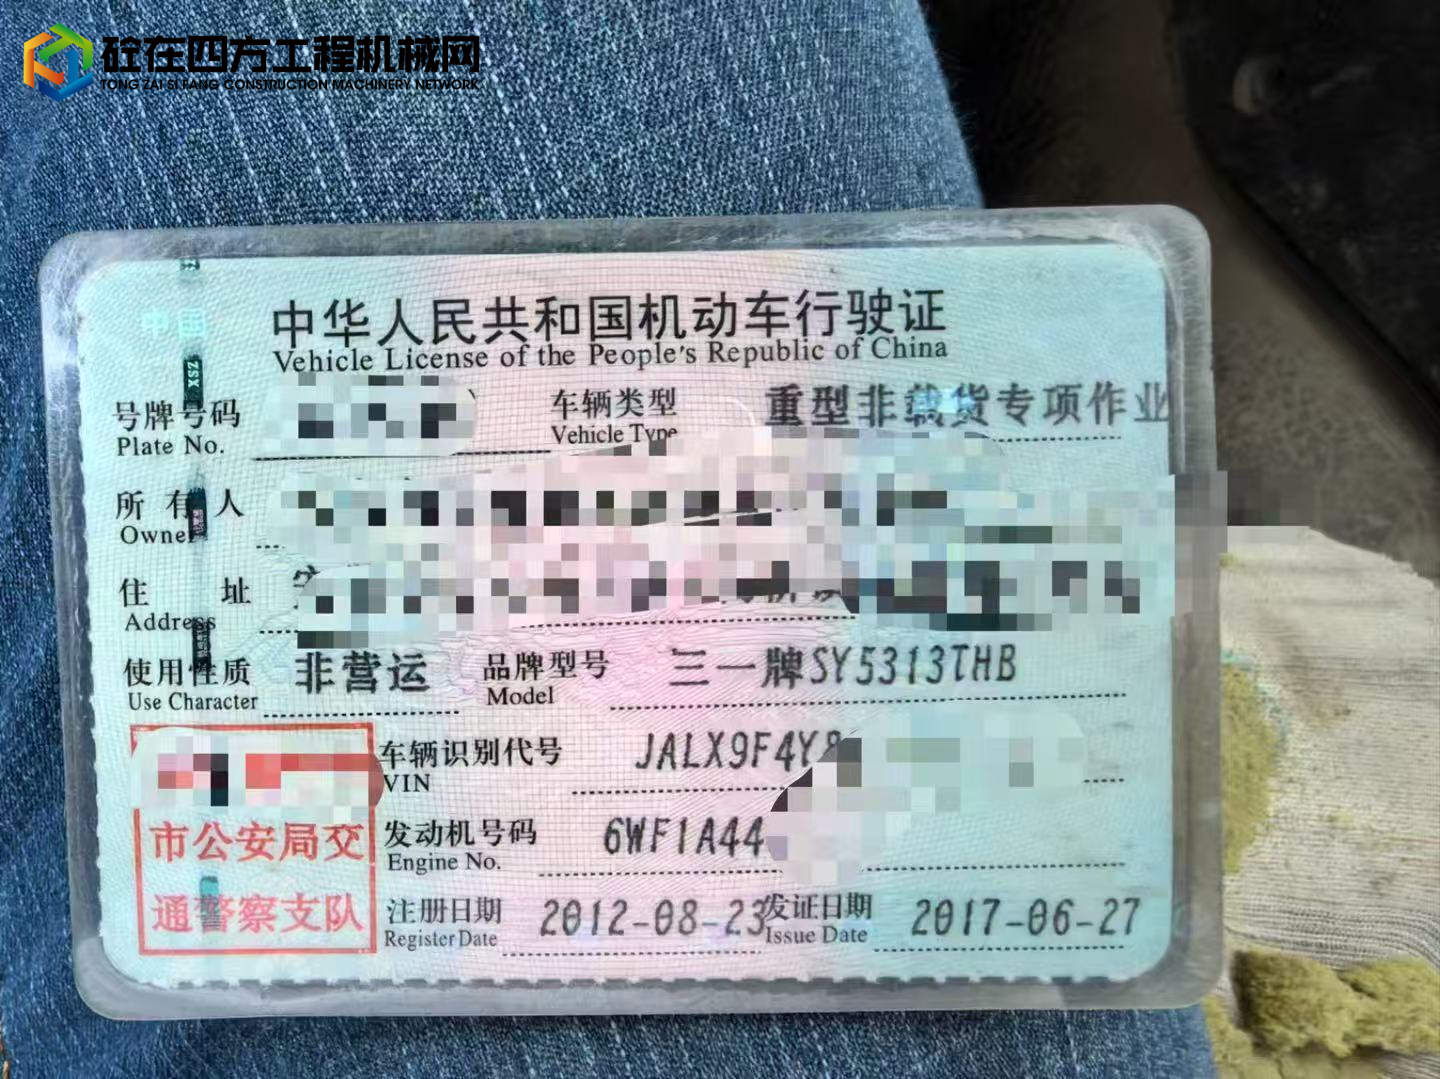 砼在四方工程机械网
TONG ZAI SI FANG CONSTRUCTION MACHINERY NETWORK
中华人民共和国机动车行驶证
Vehicle License of the People's Republic of China
号牌号码 车辆类型 重型非载货专项作业
Plate No. Vehicle Type
所有人
Owner
住址
Address
使用性质 非营运 品牌型号 三一牌SY5313THB
Use Character Model
车辆识别代号 JALX9F4Y8
VIN
市公安局交
通警察支队
发动机号码 6WF1A44
Engine No.
注册日期 2012-08-23 发证日期 2017-06-27
Register Date Issue Date